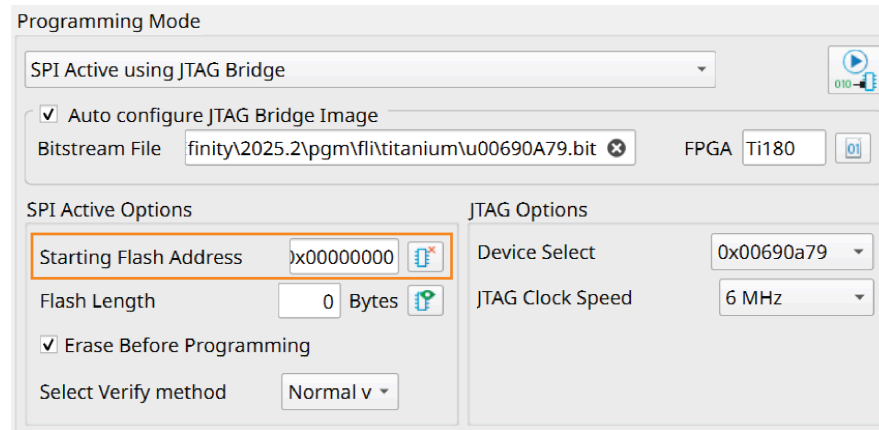 Programming Mode
SPI Active using JTAG Bridge
010
Auto configure JTAG Bridge Image
Bitstream File finity\2025.2\pgm\fli\titanium\u00690A79.bit FPGA Ti180 01
SPI Active Options
Starting Flash Address 0x00000000
Flash Length 0 Bytes
Erase Before Programming
Select Verify method Normal v
JTAG Options
Device Select 0x00690a79
JTAG Clock Speed 6 MHz